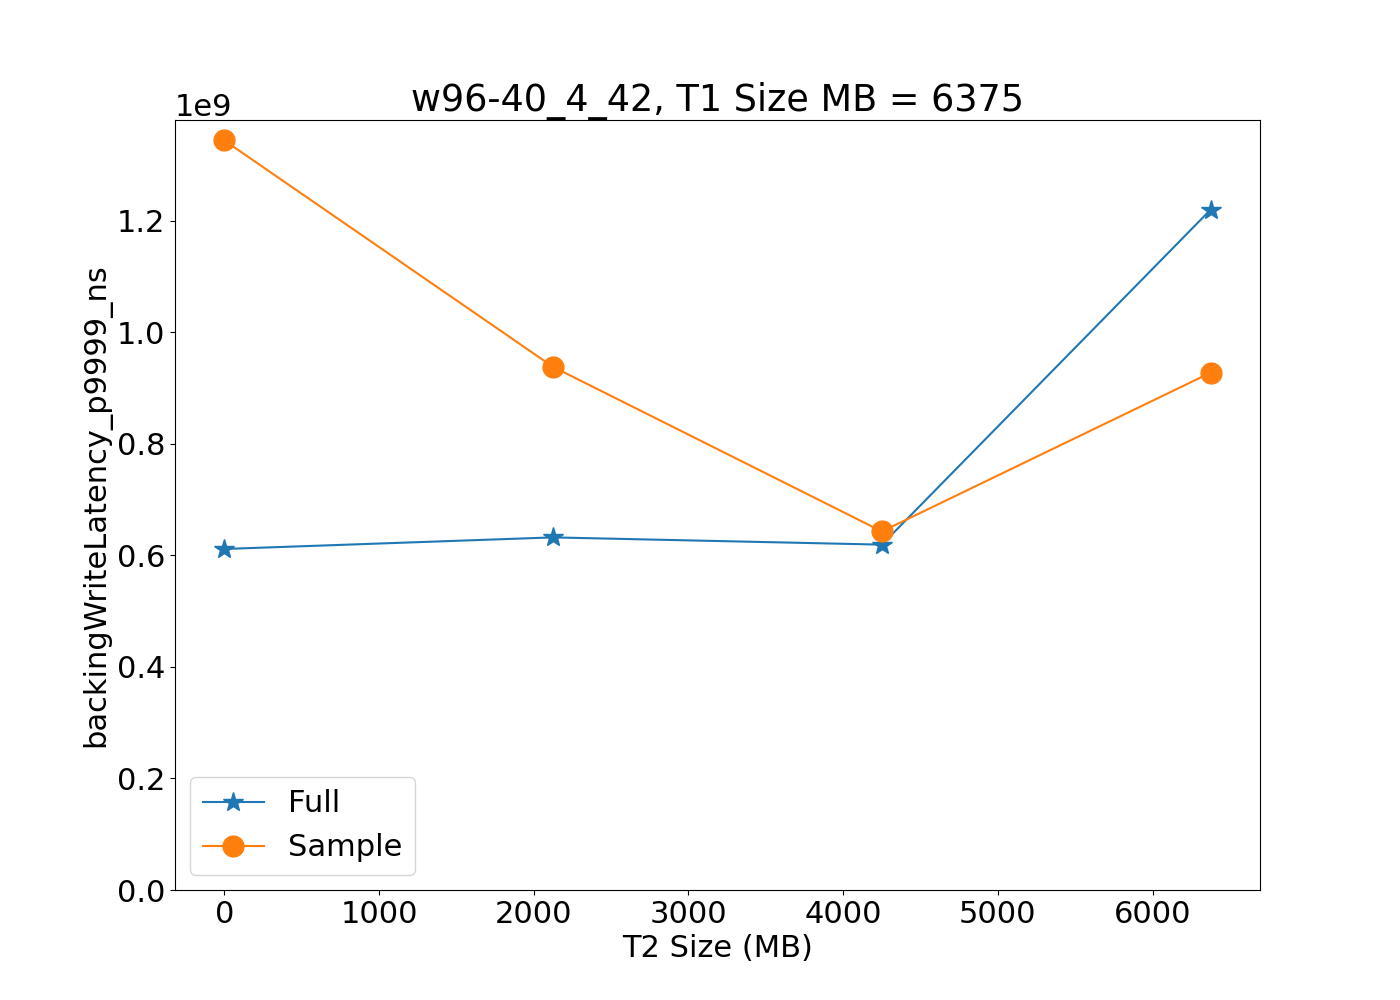 w96-40_4_42, T1 Size MB = 6375
1e9
backingWriteLatency_p9999_ns
1.2
1.0
0.8
0.6
0.4
0.2
0.0
Full
Sample
0 1000 2000 3000 4000 5000 6000
T2 Size (MB)